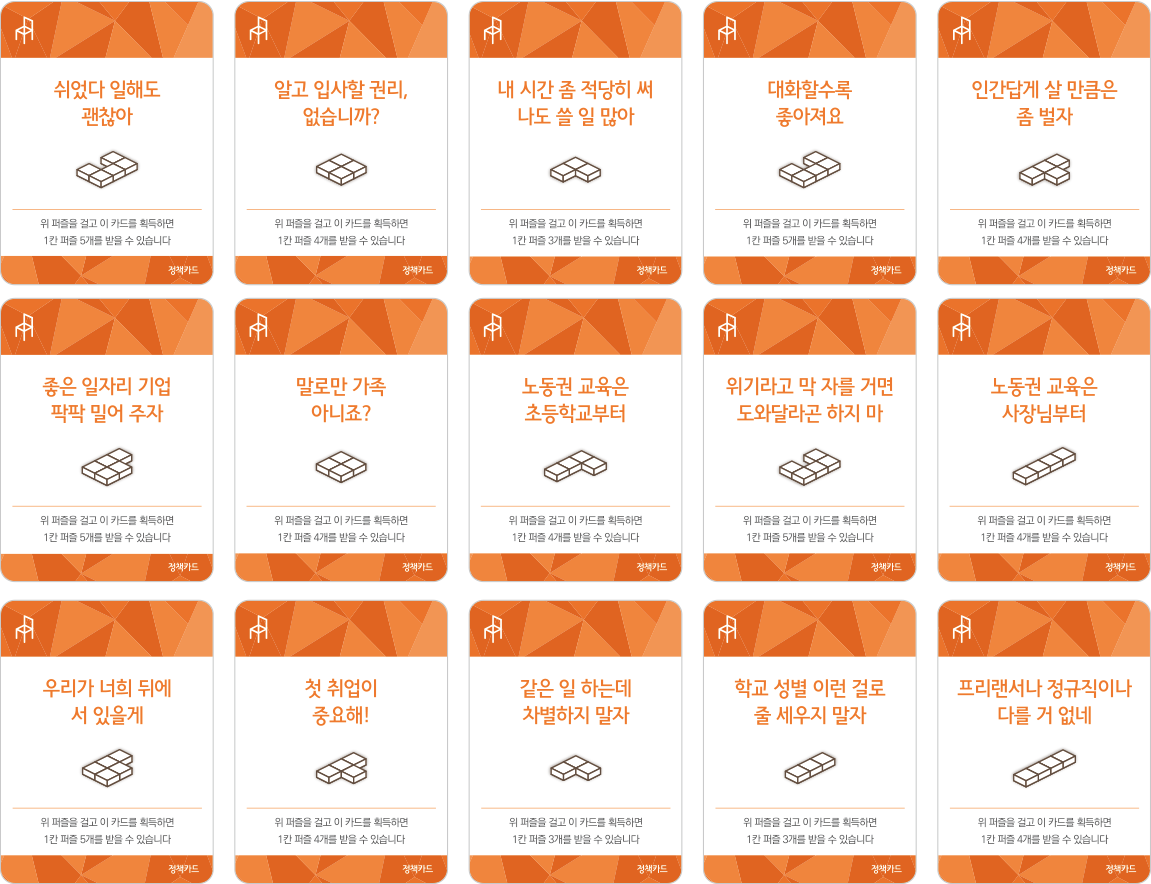 쉬었다 일해도
괜찮아
위 퍼즐을 걸고 이 카드를 획득하면
1칸 퍼즐 5개를 받을 수 있습니다
정책카드
알고 입사할 권리,
없습니까?
위 퍼즐을 걸고 이 카드를 획득하면
1칸 퍼즐 4개를 받을 수 있습니다
정책카드
내 시간 좀 적당히 써
나도 쓸 일 많아
위 퍼즐을 걸고 이 카드를 획득하면
1칸 퍼즐 3개를 받을 수 있습니다
정책카드
대화할수록
좋아져요
위 퍼즐을 걸고 이 카드를 획득하면
1칸 퍼즐 5개를 받을 수 있습니다
정책카드
인간답게 살 만큼은
좀 벌자
위 퍼즐을 걸고 이 카드를 획득하면
1칸 퍼즐 4개를 받을 수 있습니다
정책카드
좋은 일자리 기업
팍팍 밀어 주자
위 퍼즐을 걸고 이 카드를 획득하면
1칸 퍼즐 5개를 받을 수 있습니다
정책카드
말로만 가족
아니죠?
위 퍼즐을 걸고 이 카드를 획득하면
1칸 퍼즐 4개를 받을 수 있습니다
정책카드
노동권 교육은
초등학교부터
위 퍼즐을 걸고 이 카드를 획득하면
1칸 퍼즐 4개를 받을 수 있습니다
정책카드
위기라고 막 자를 거면
도와달라곤 하지 마
위 퍼즐을 걸고 이 카드를 획득하면
1칸 퍼즐 5개를 받을 수 있습니다
정책카드
노동권 교육은
사장님부터
위 퍼즐을 걸고 이 카드를 획득하면
1칸 퍼즐 4개를 받을 수 있습니다
정책카드
우리가 너희 뒤에
서 있을게
위 퍼즐을 걸고 이 카드를 획득하면
1칸 퍼즐 5개를 받을 수 있습니다
정책카드
첫 취업이
중요해!
위 퍼즐을 걸고 이 카드를 획득하면
1칸 퍼즐 4개를 받을 수 있습니다
정책카드
같은 일 하는데
차별하지 말자
위 퍼즐을 걸고 이 카드를 획득하면
1칸 퍼즐 3개를 받을 수 있습니다
정책카드
학교 성별 이런 걸로
줄 세우지 말자
위 퍼즐을 걸고 이 카드를 획득하면
1칸 퍼즐 3개를 받을 수 있습니다
정책카드
프리랜서나 정규직이나
다를 거 없네
위 퍼즐을 걸고 이 카드를 획득하면
1칸 퍼즐 4개를 받을 수 있습니다
정책카드